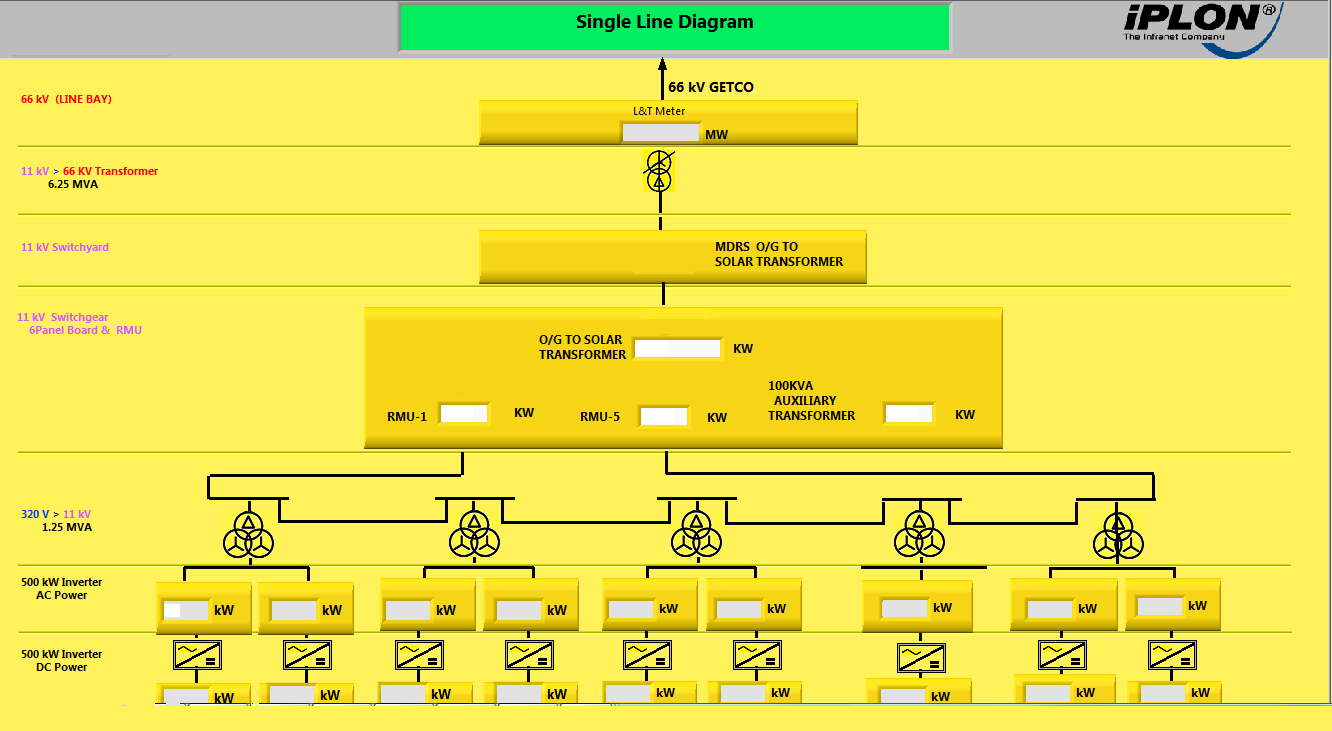 Single Line Diagram
iPLON®
The Infranet Company
66 kV GETCO
66 kV (LINE BAY)
L&T Meter
MW
11 kV > 66 KV Transformer
6.25 MVA
11 kV Switchyard
MDRS O/G TO
SOLAR TRANSFORMER
11 kV Switchgear
6Panel Board & RMU
O/G TO SOLAR
TRANSFORMER
KW
RMU-1
KW
RMU-5
KW
100KVA
AUXILIARY
TRANSFORMER
KW
320 V > 11 kV
1.25 MVA
500 kW Inverter
AC Power
kW
kW
kW
kW
kW
kW
kW
kW
kW
500 kW Inverter
DC Power
kW
kW
kW
kW
kW
kW
kW
kW
kW